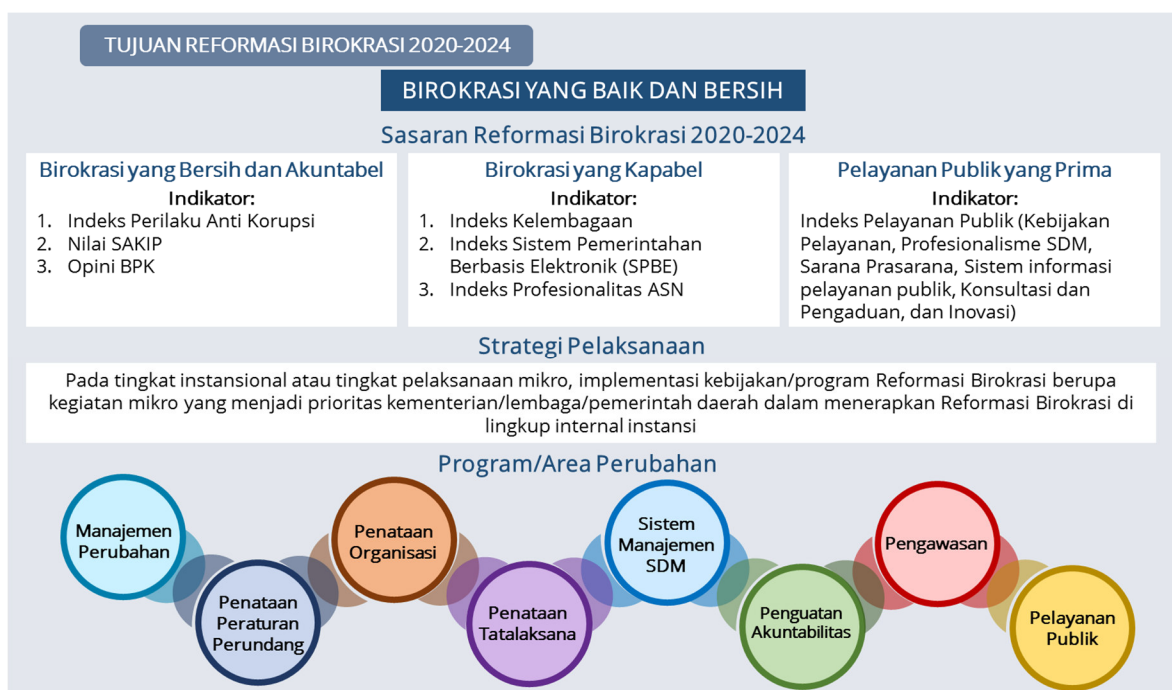 TUJUAN REFORMASI BIROKRASI 2020-2024
BIROKRASI YANG BAIK DAN BERSIH
Sasaran Reformasi Birokrasi 2020-2024
Birokrasi yang Bersih dan Akuntabel
Indikator:
1. Indeks Perilaku Anti Korupsi
2. Nilai SAKIP
3. Opini BPK
Birokrasi yang Kapabel
Indikator:
1. Indeks Kelembagaan
2. Indeks Sistem Pemerintahan
Berbasis Elektronik (SPBE)
3. Indeks Profesionalitas ASN
Pelayanan Publik yang Prima
Indikator:
Indeks Pelayanan Publik (Kebijakan
Pelayanan, Profesionalisme SDM,
Sarana Prasarana, Sistem informasi
pelayanan publik, Konsultasi dan
Pengaduan, dan Inovasi)
Strategi Pelaksanaan
Pada tingkat instansional atau tingkat pelaksanaan mikro, implementasi kebijakan/program Reformasi Birokrasi berupa
kegiatan mikro yang menjadi prioritas kementerian/lembaga/pemerintah daerah dalam menerapkan Reformasi Birokrasi di
lingkup internal instansi
Program/Area Perubahan
Manajemen
Perubahan
Penataan
Peraturan
Perundang
Penataan
Organisasi
Penataan
Tatalaksana
Sistem
Manajemen
SDM
Penguatan
Akuntabilitas
Pengawasan
Pelayanan
Publik